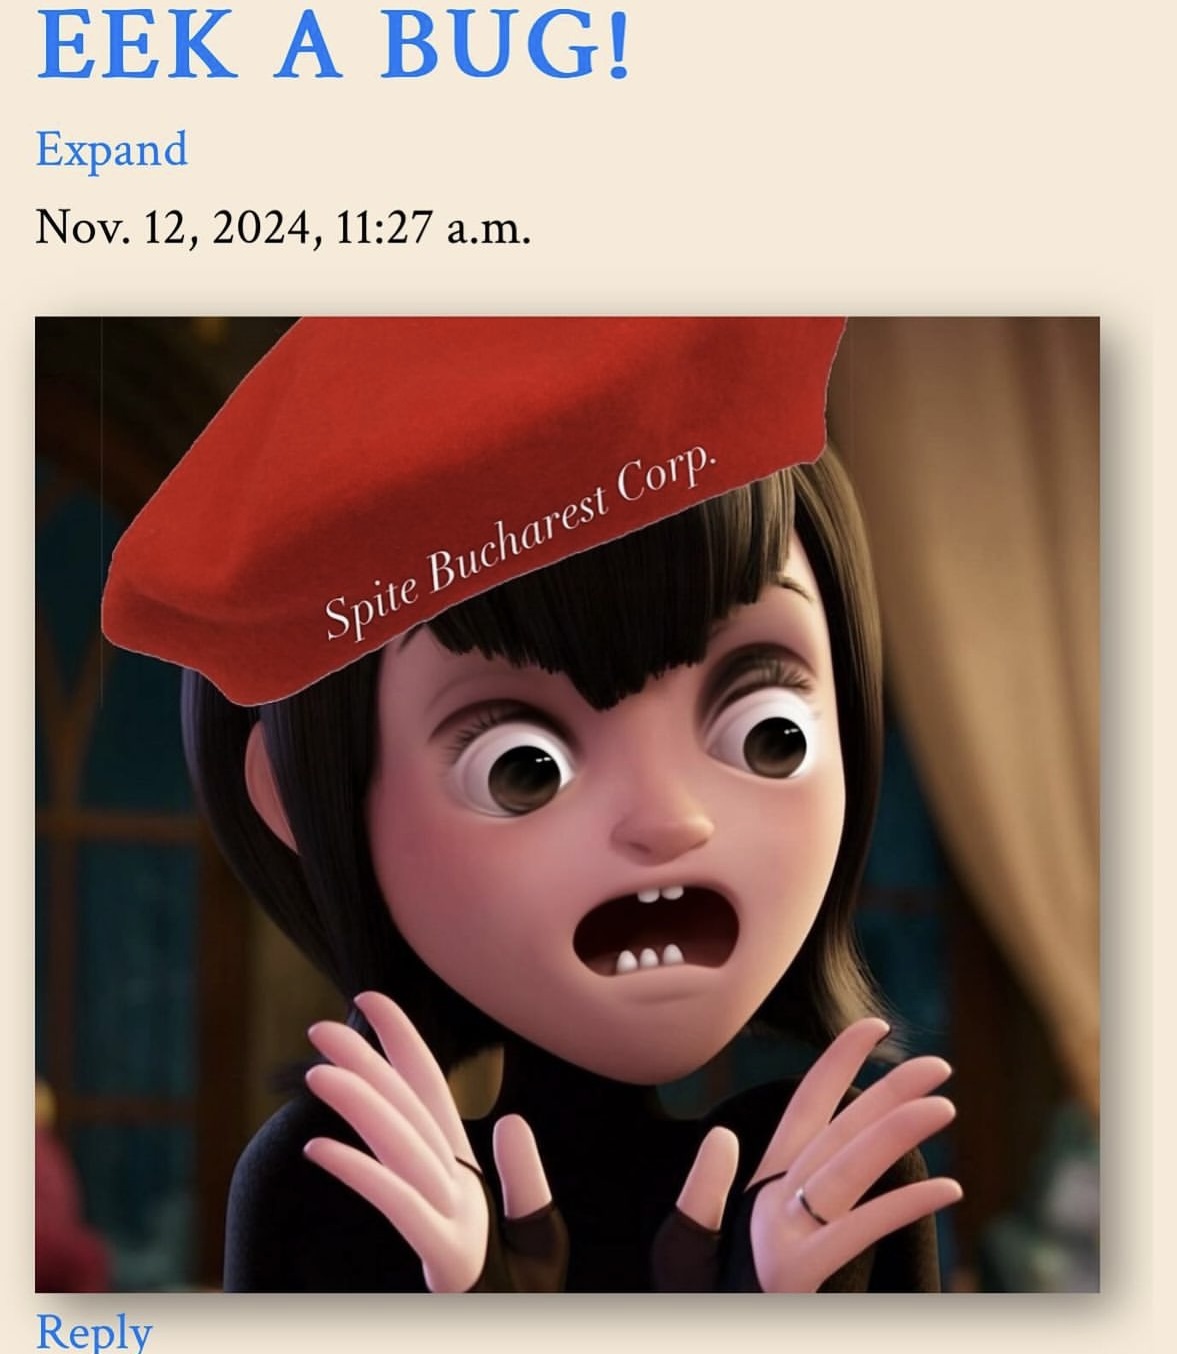 EEK A BUG!
Expand
Nov. 12, 2024, 11:27 a.m.
Spite Bucharest Corp.
Reply